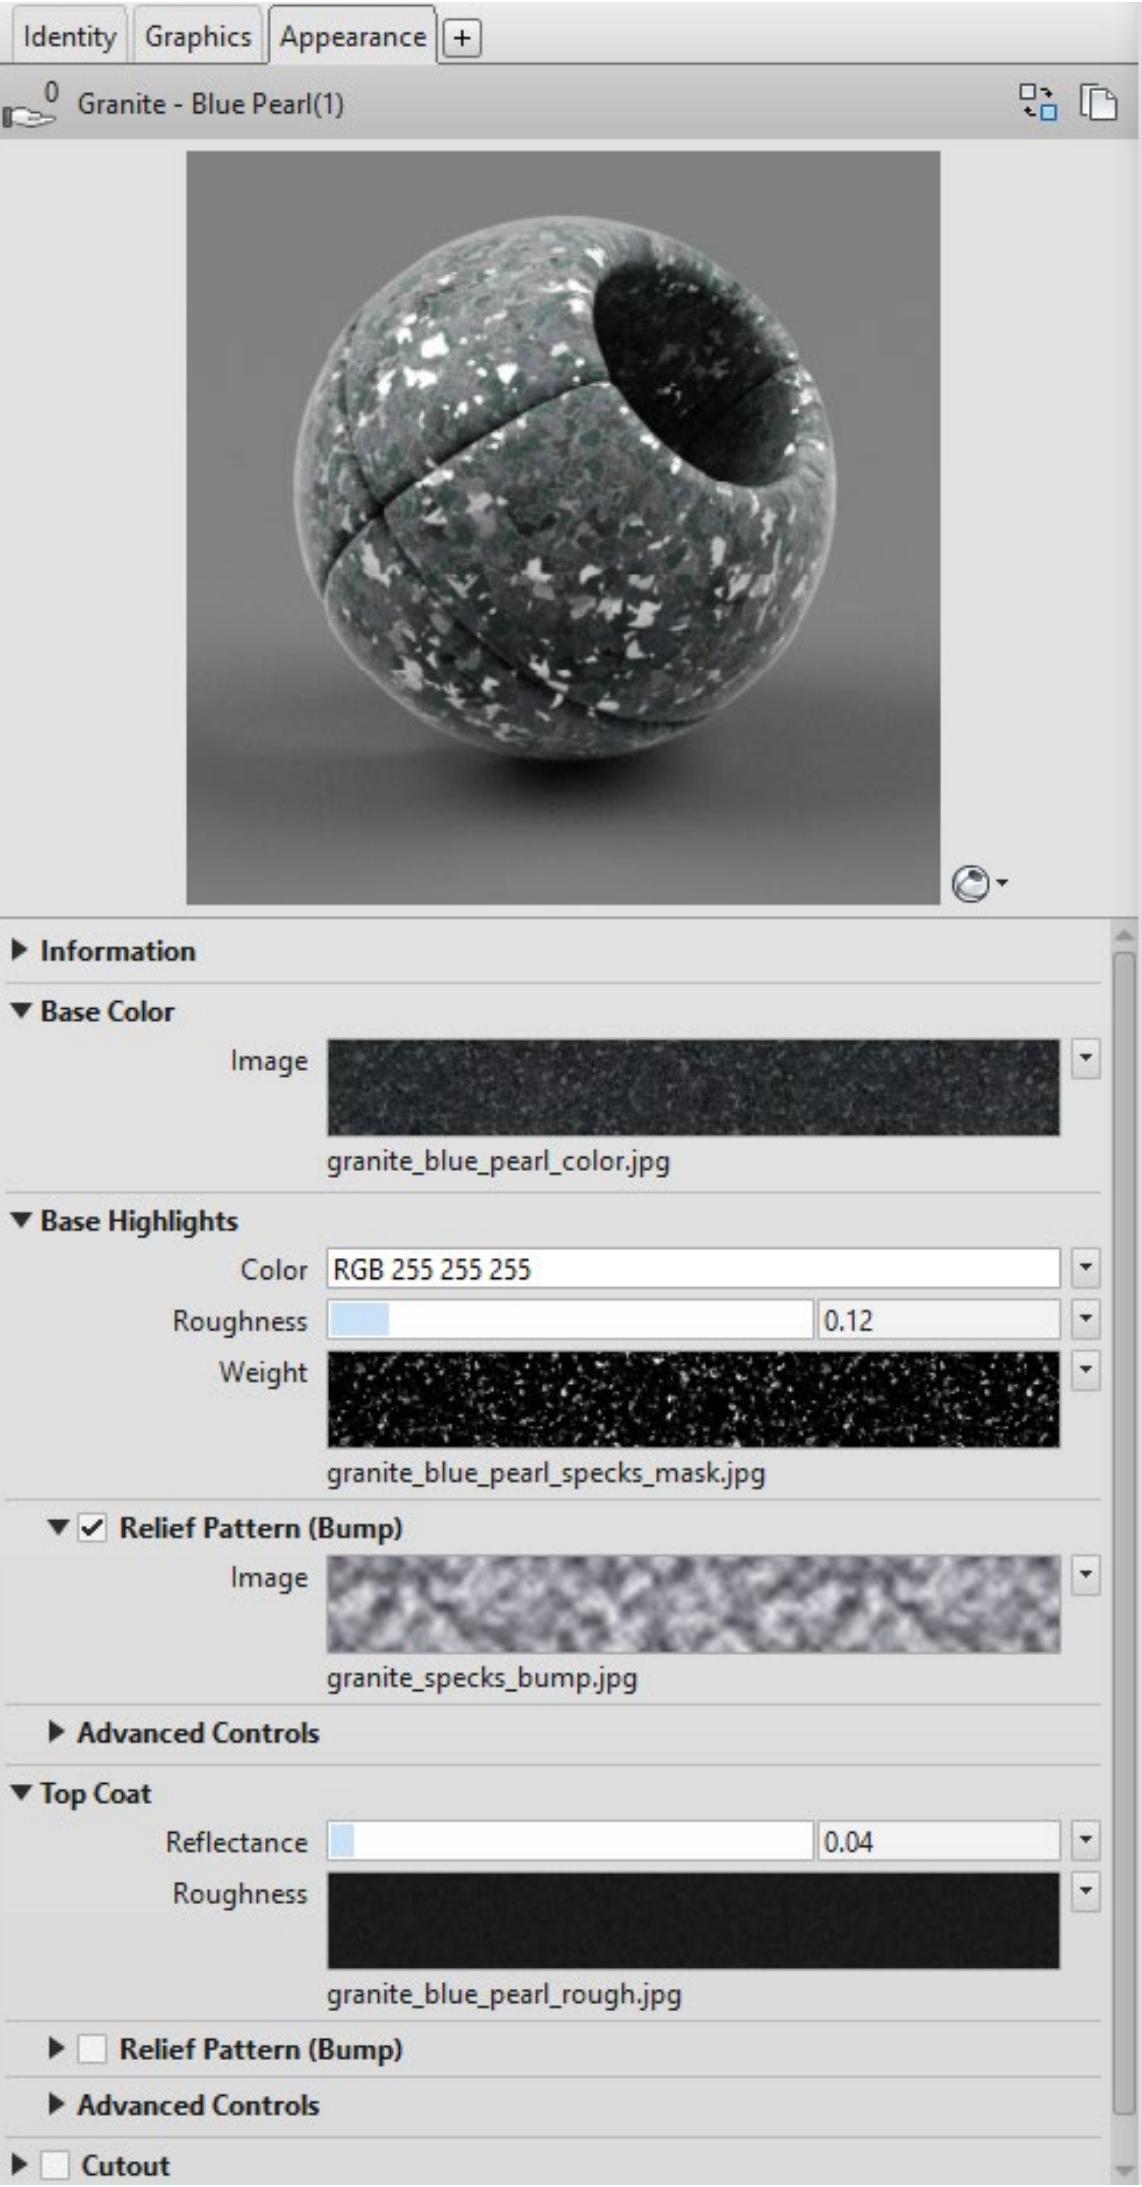 Identity Graphics Appearance +
0 Granite - Blue Pearl(1)
Information
Base Color
Image
granite_blue_pearl_color.jpg
Base Highlights
Color RGB 255 255 255
Roughness 0.12
Weight
granite_blue_pearl_specks_mask.jpg
Relief Pattern (Bump)
Image
granite_specks_bump.jpg
Advanced Controls
Top Coat
Reflectance 0.04
Roughness
granite_blue_pearl_rough.jpg
Relief Pattern (Bump)
Advanced Controls
Cutout